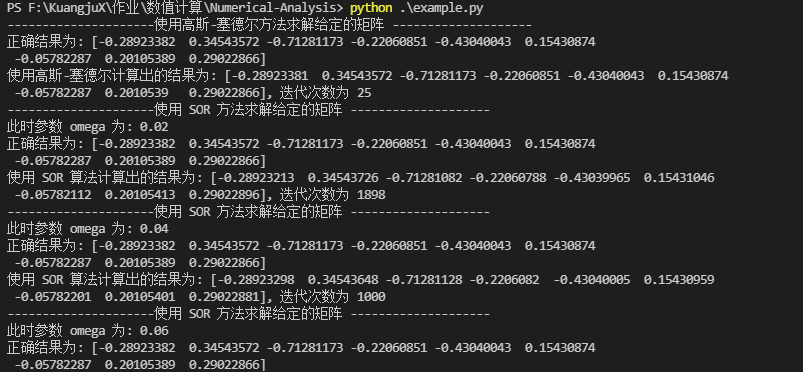 PS F:\KuangjuX\作业\数值计算\Numerical-Analysis> python .\example.py
---------------------使用高斯-塞德尔方法求解给定的矩阵 --------------------
正确结果为: [-0.28923382  0.34543572 -0.71281173 -0.22060851 -0.43040043  0.15430874
 -0.05782287  0.20105389  0.29022866]
使用高斯-塞德尔计算出的结果为: [-0.28923381  0.34543572 -0.71281173 -0.22060851 -0.43040043  0.15430874
 -0.05782287  0.2010539   0.29022866], 迭代次数为 25
---------------------使用 SOR 方法求解给定的矩阵 --------------------
此时参数 omega 为: 0.02
正确结果为: [-0.28923382  0.34543572 -0.71281173 -0.22060851 -0.43040043  0.15430874
 -0.05782287  0.20105389  0.29022866]
使用 SOR 算法计算出的结果为: [-0.28923213  0.34543726 -0.71281082 -0.22060788 -0.43039965  0.15431046
 -0.05782112  0.20105413  0.29022896], 迭代次数为 1898
---------------------使用 SOR 方法求解给定的矩阵 --------------------
此时参数 omega 为: 0.04
正确结果为: [-0.28923382  0.34543572 -0.71281173 -0.22060851 -0.43040043  0.15430874
 -0.05782287  0.20105389  0.29022866]
使用 SOR 算法计算出的结果为: [-0.28923298  0.34543648 -0.71281128 -0.2206082  -0.43040005  0.15430959
 -0.05782201  0.20105401  0.29022881], 迭代次数为 1000
---------------------使用 SOR 方法求解给定的矩阵 --------------------
此时参数 omega 为: 0.06
正确结果为: [-0.28923382  0.34543572 -0.71281173 -0.22060851 -0.43040043  0.15430874
 -0.05782287  0.20105389  0.29022866]